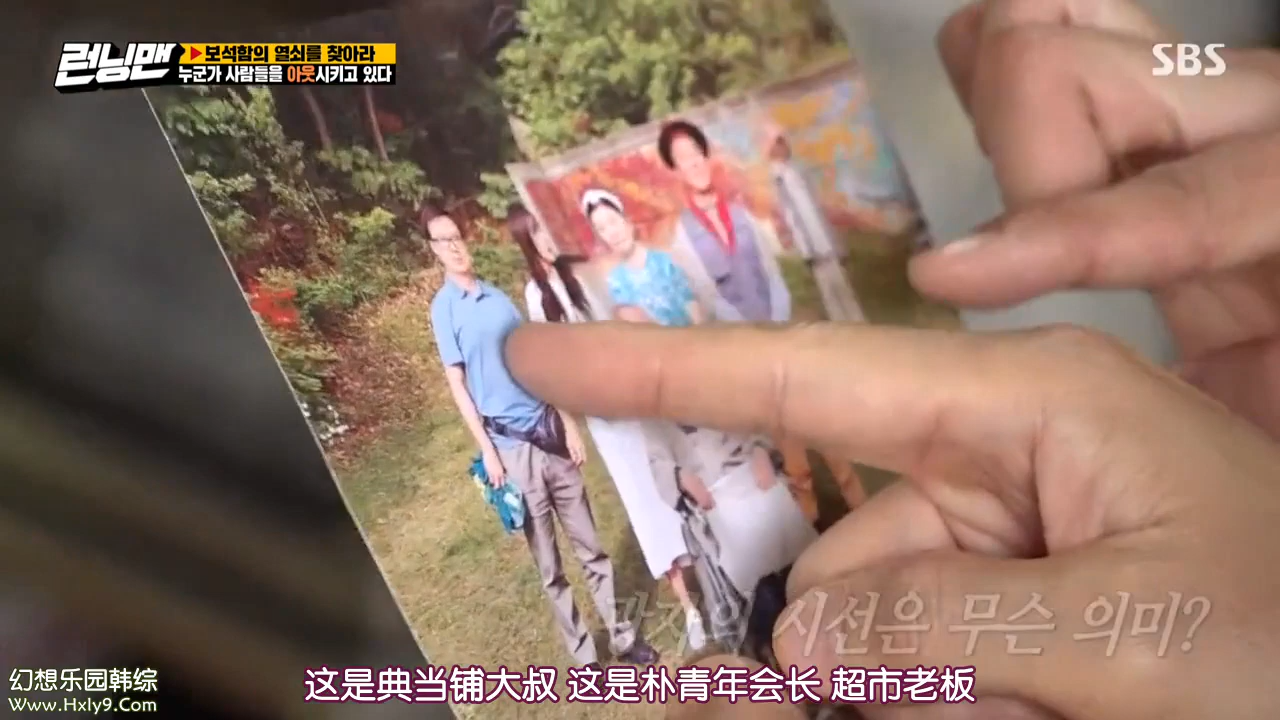 런닝맨
▶보석함의 열쇠를 찾아라
누군가 사람들을 아웃시키고 있다
SBS
각자의 시선은 무슨 의미?
这是典当铺大叔 这是朴青年会长 超市老板
幻想乐园韩综
Www.Hxly9.Com